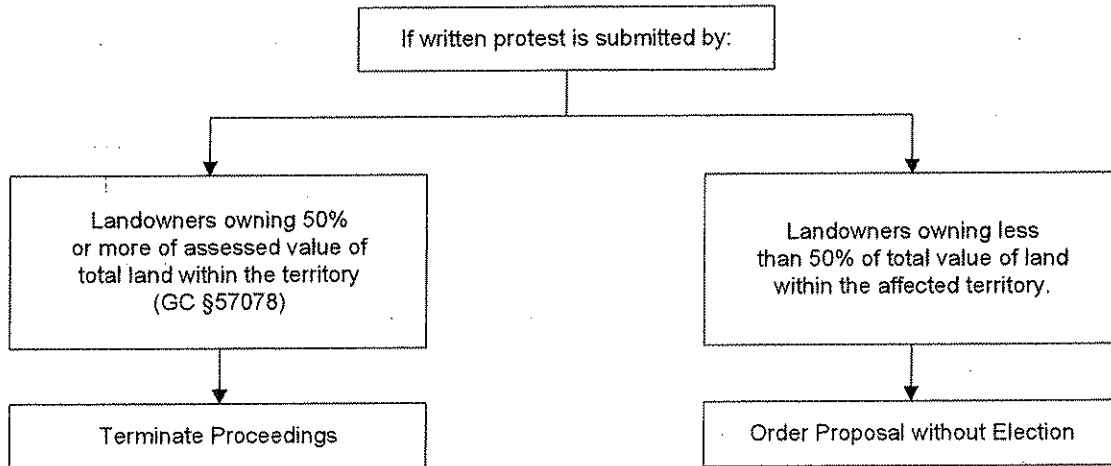 If written protest is submitted by:
Landowners owning 50%
or more of assessed value of
total land within the territory
(GC §57078)
Landowners owning less
than 50% of total value of land
within the affected territory.
Terminate Proceedings
Order Proposal without Election